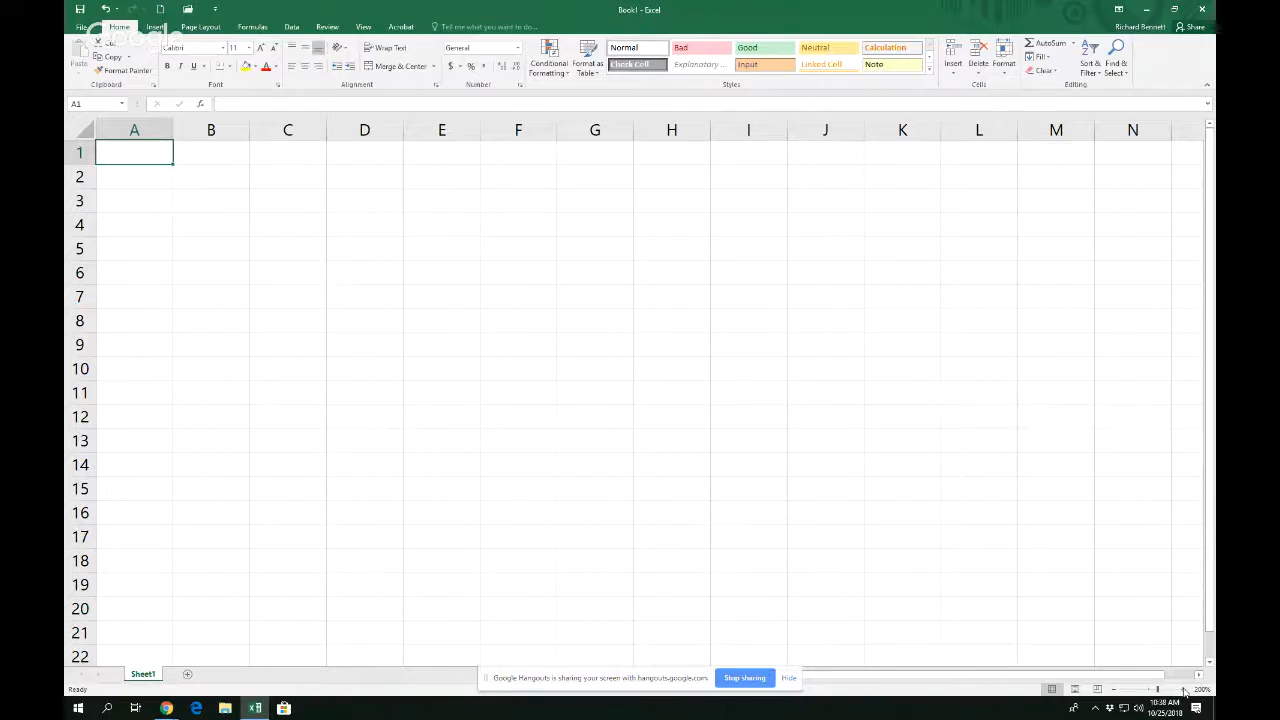 Book1 - Excel
File Home Insert Page Layout Formulas Data Review View Acrobat Tell me what you want to do... Richard Bennett Share
Google
Paste Cut Calibri 11 Wrap Text General Conditional Format as Normal Bad Good Neutral Calculation Insert Delete Format AutoSum Sort & Find &
Copy Formatting Table Check Cell Explanatory ... Input Linked Cell Note Fill Filter Select
Format Painter B I U Merge & Center $ % Clear
Clipboard Font Alignment Number Styles Cells Editing
A1 fx
A B C D E F G H I J K L M N
1
2
3
4
5
6
7
8
9
10
11
12
13
14
15
16
17
18
19
20
21
22
Sheet1
Google Hangouts is sharing your screen with hangouts.google.com. Stop sharing Hide
Ready 200%
10:38 AM
10/25/2018